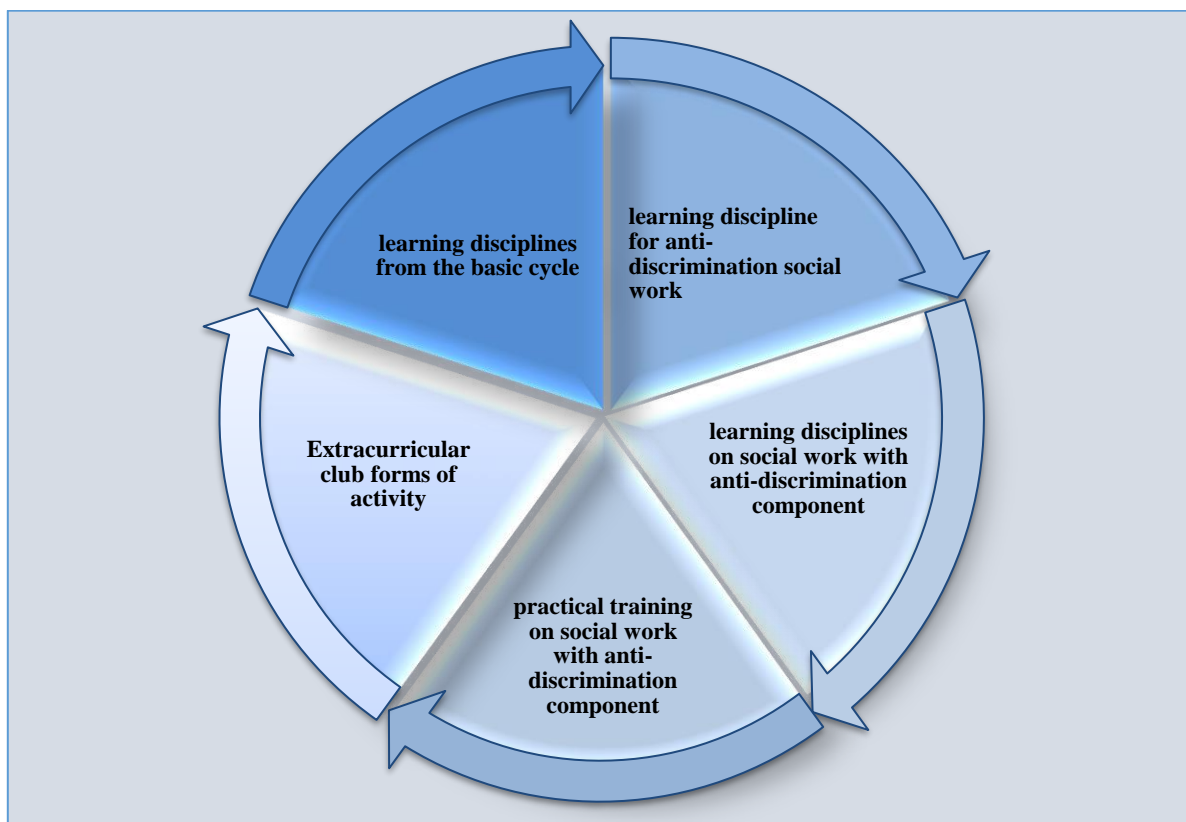 learning disciplines
from the basic cycle
learning discipline
for anti-
discrimination social
work
learning disciplines
on social work with
anti-discrimination
component
practical training
on social work
with anti-
discrimination
component
Extracurricular
club forms of
activity